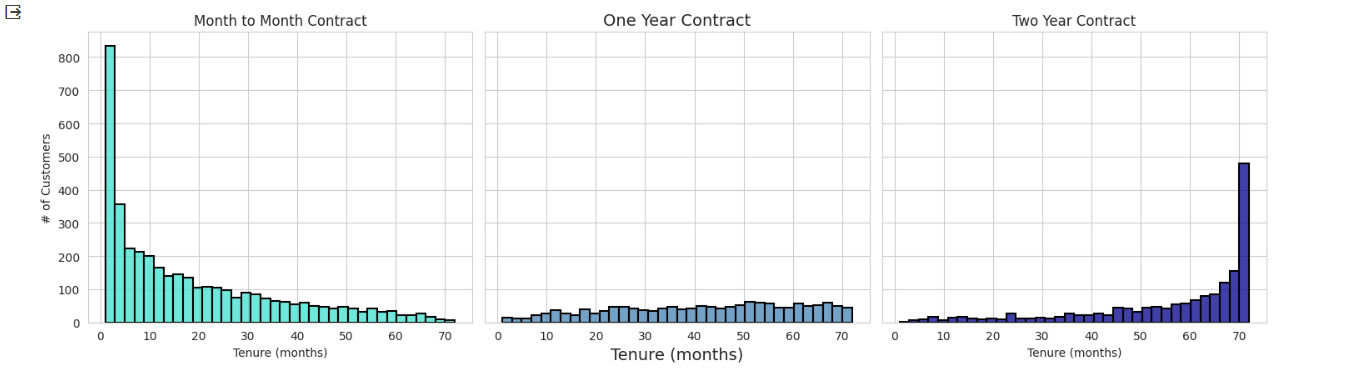 Month to Month Contract
One Year Contract
Two Year Contract
# of Customers
800
700
600
500
400
300
200
100
0
0 10 20 30 40 50 60 70
Tenure (months)
0 10 20 30 40 50 60 70
Tenure (months)
0 10 20 30 40 50 60 70
Tenure (months)